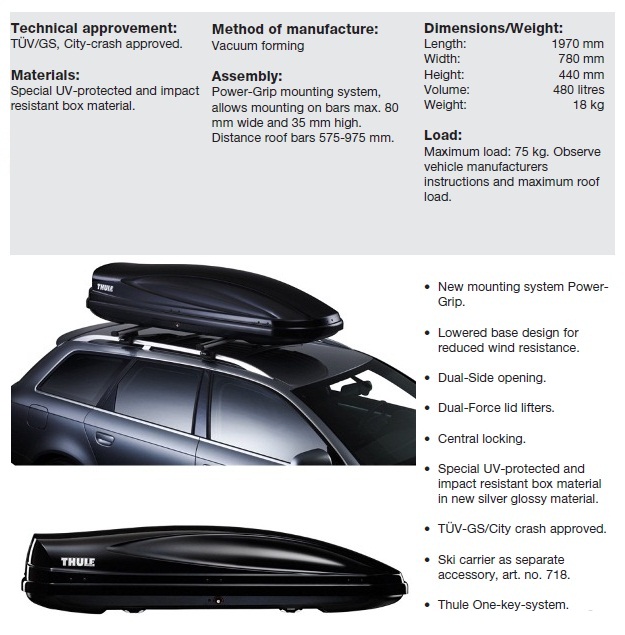 Technical approvement:
TÜV/GS, City-crash approved.
Materials:
Special UV-protected and impact
resistant box material.
Method of manufacture:
Vacuum forming
Assembly:
Power-Grip mounting system,
allows mounting on bars max. 80
mm wide and 35 mm high.
Distance roof bars 575-975 mm.
Dimensions/Weight:
Length: 1970 mm
Width: 780 mm
Height: 440 mm
Volume: 480 litres
Weight: 18 kg
Load:
Maximum load: 75 kg. Observe
vehicle manufacturers
instructions and maximum roof
load.
THULE
• New mounting system Power-
Grip.
• Lowered base design for
reduced wind resistance.
• Dual-Side opening.
• Dual-Force lid lifters.
• Central locking.
• Special UV-protected and
impact resistant box material
in new silver glossy material.
• TÜV-GS/City crash approved.
• Ski carrier as separate
accessory, art. no. 718.
• Thule One-key-system.
THULE